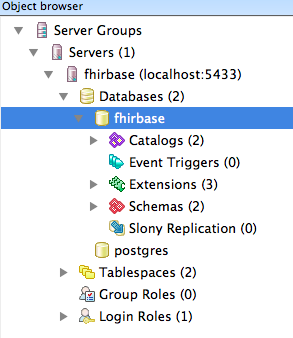 Object browser
Server Groups
Servers (1)
fhirbase (localhost:5433)
Databases (2)
fhirbase
Catalogs (2)
Event Triggers (0)
Extensions (3)
Schemas (2)
Slony Replication (0)
postgres
Tablespaces (2)
Group Roles (0)
Login Roles (1)